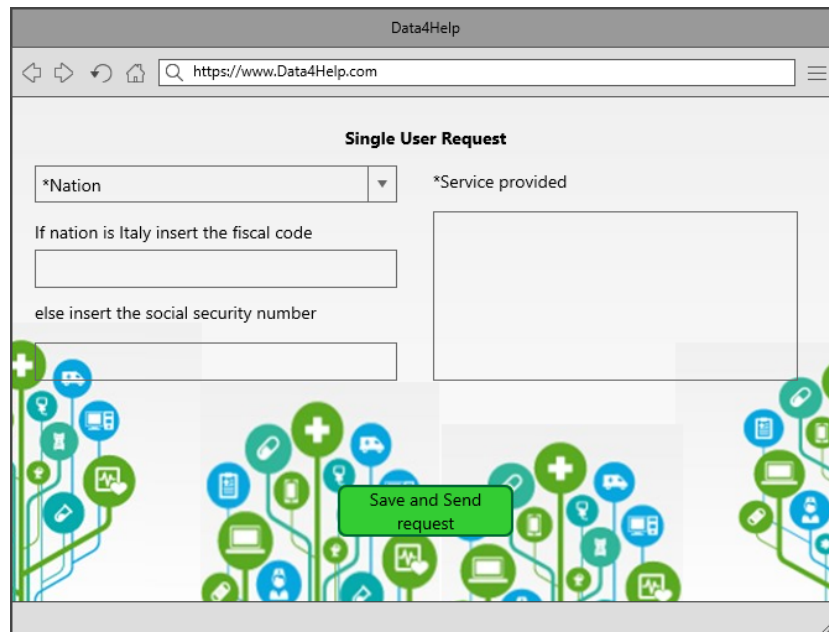 Data4Help
https://www.Data4Help.com
Single User Request
*Nation
*Service provided
If nation is Italy insert the fiscal code
else insert the social security number
Save and Send
request